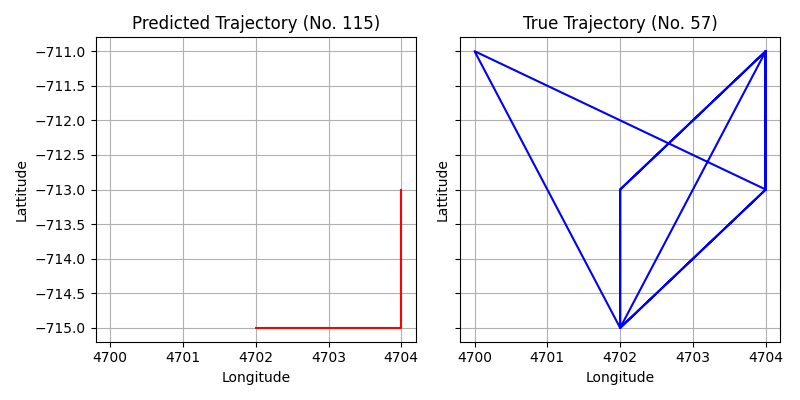 Predicted Trajectory (No. 115)
True Trajectory (No. 57)
Lattitude
−711.0
−711.5
−712.0
−712.5
−713.0
−713.5
−714.0
−714.5
−715.0
4700 4701 4702 4703 4704
Longitude
Lattitude
4700 4701 4702 4703 4704
Longitude